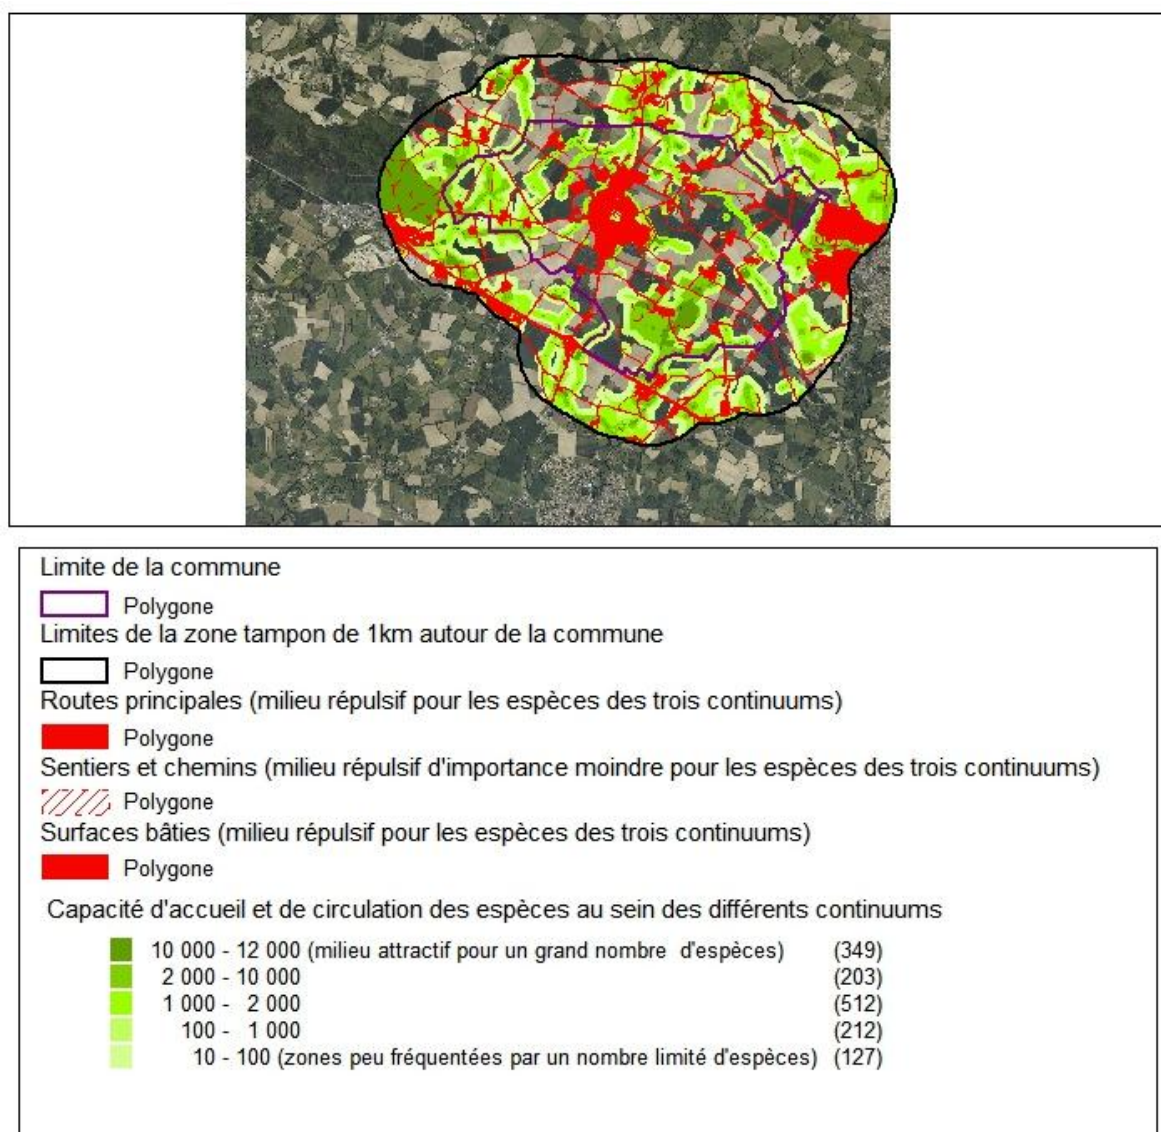 Limite de la commune
Polygone
Limites de la zone tampon de 1km autour de la commune
Polygone
Routes principales (milieu répulsif pour les espèces des trois continuums)
Polygone
Sentiers et chemins (milieu répulsif d'importance moindre pour les espèces des trois continuums)
Polygone
Surfaces bâties (milieu répulsif pour les espèces des trois continuums)
Polygone
Capacité d'accueil et de circulation des espèces au sein des différents continuums
10 000 - 12 000 (milieu attractif pour un grand nombre d'espèces) (349)
2 000 - 10 000 (203)
1 000 - 2 000 (512)
100 - 1 000 (212)
10 - 100 (zones peu fréquentées par un nombre limité d'espèces) (127)